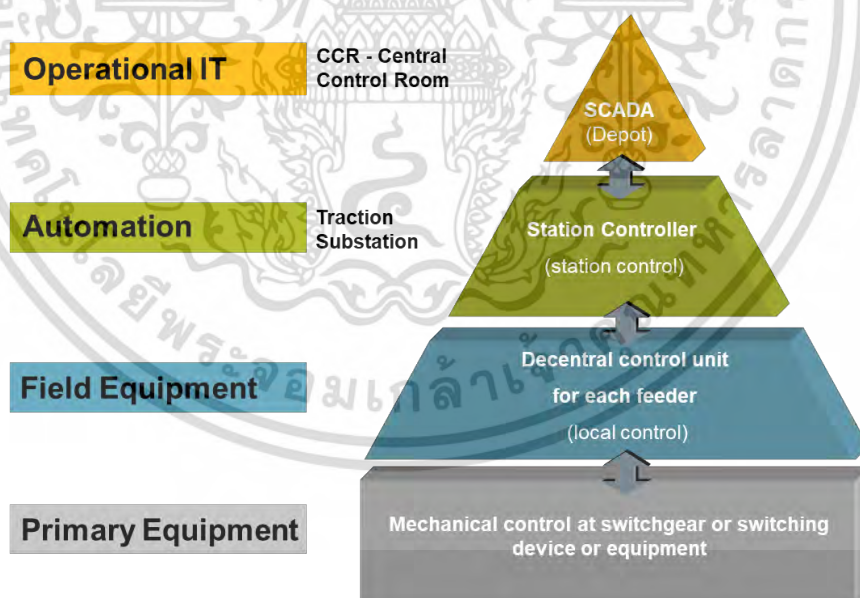 Operational IT
CCR - Central
Control Room
SCADA
(Depot)
Automation
Traction
Substation
Station Controller
(station control)
Field Equipment
Decentral control unit
for each feeder
(local control)
Primary Equipment
Mechanical control at switchgear or switching
device or equipment